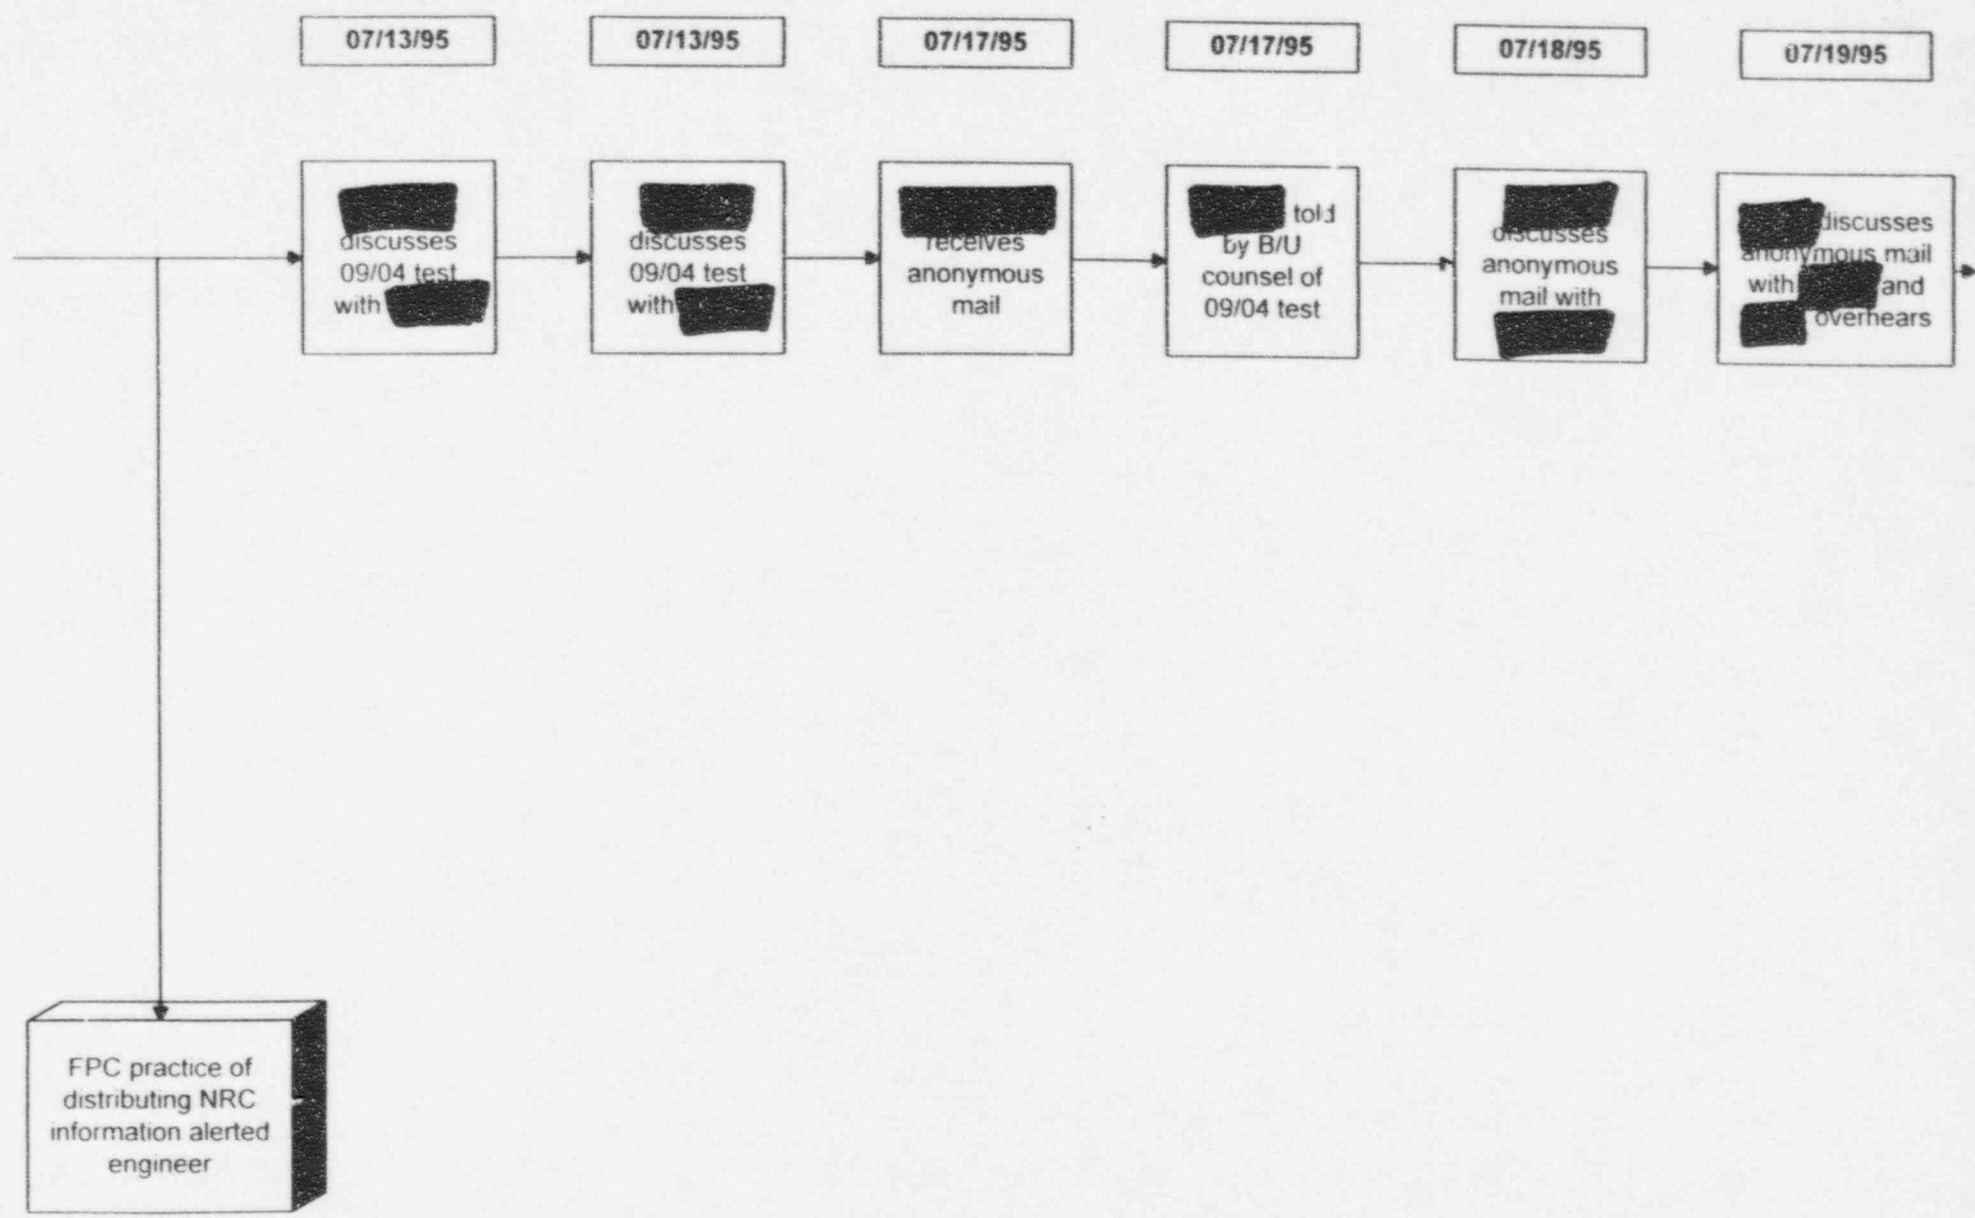 07/13/95
07/13/95
07/17/95
07/17/95
07/18/95
07/19/95
discusses
09/04 test
with
discusses
09/04 test
with
receives
anonymous
mail
told
by B/U
counsel of
09/04 test
discusses
anonymous
mail with
discusses
anonymous mail
with and
overhears
FPC practice of
distributing NRC
information alerted
engineer